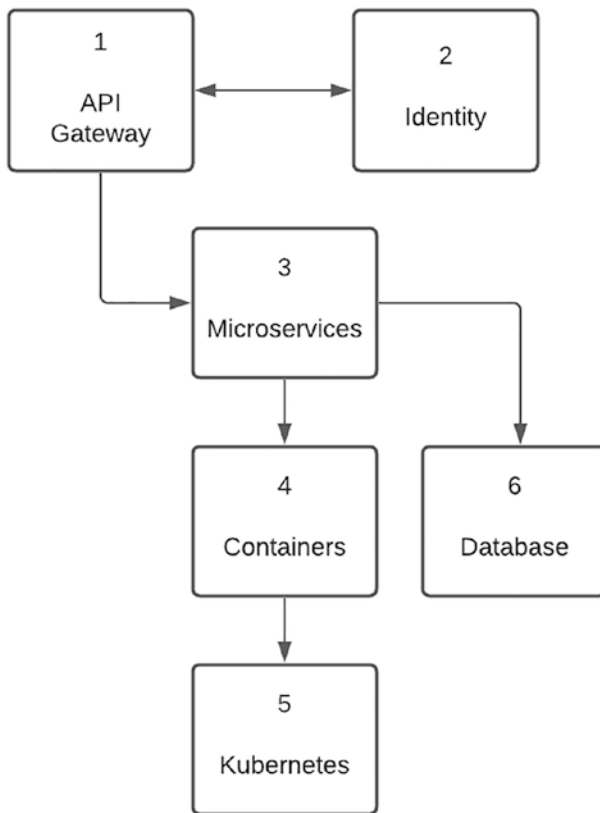 1
API
Gateway
2
Identity
3
Microservices
4
Containers
6
Database
5
Kubernetes